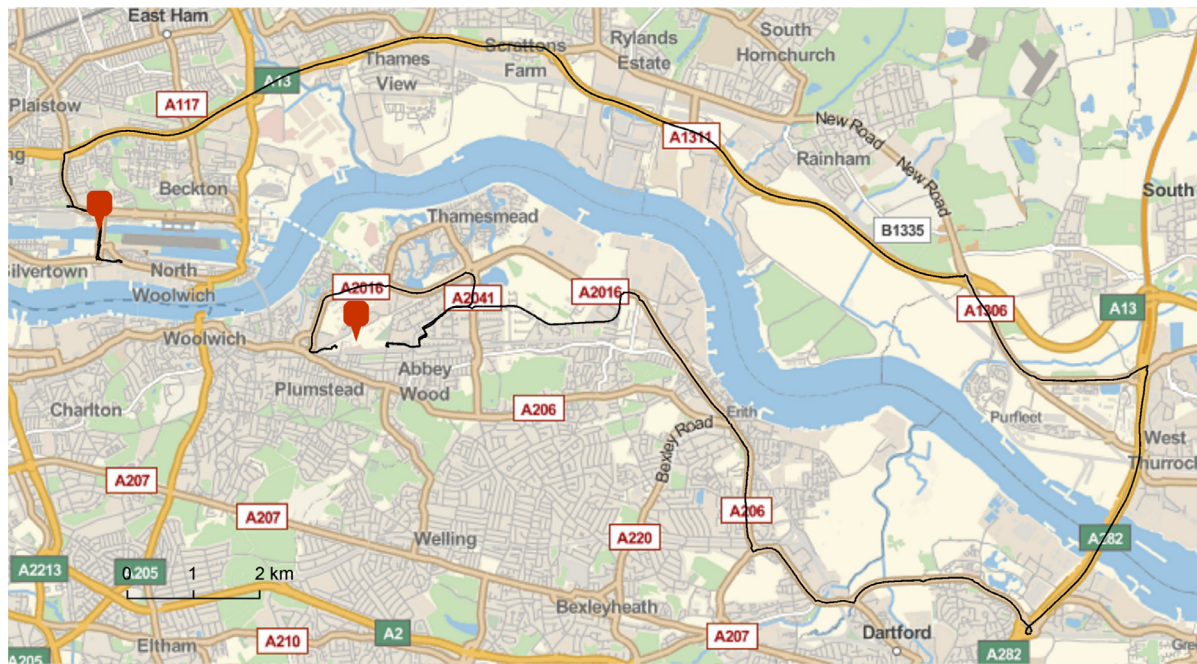 East Ham
Scrattons
Farm
Rylands
Estate
South
Hornchurch
Thames
View
A13
Plaistow
A117
New Road
A1311
Rainham
New Road
Beckton
South
Thamesmead
B1335
Silvertown
North
Woolwich
A2016
A2041
A2016
A1306
A13
Woolwich
Plumstead
Abbey
Wood
Charlton
A206
Erith
Purfleet
Bexley Road
West
Thurrock
A207
A207
A206
A220
A282
Welling
A2213
A205
0 1 2 km
Bexleyheath
Eltham
A210
A2
A207
Dartford
A282
A205